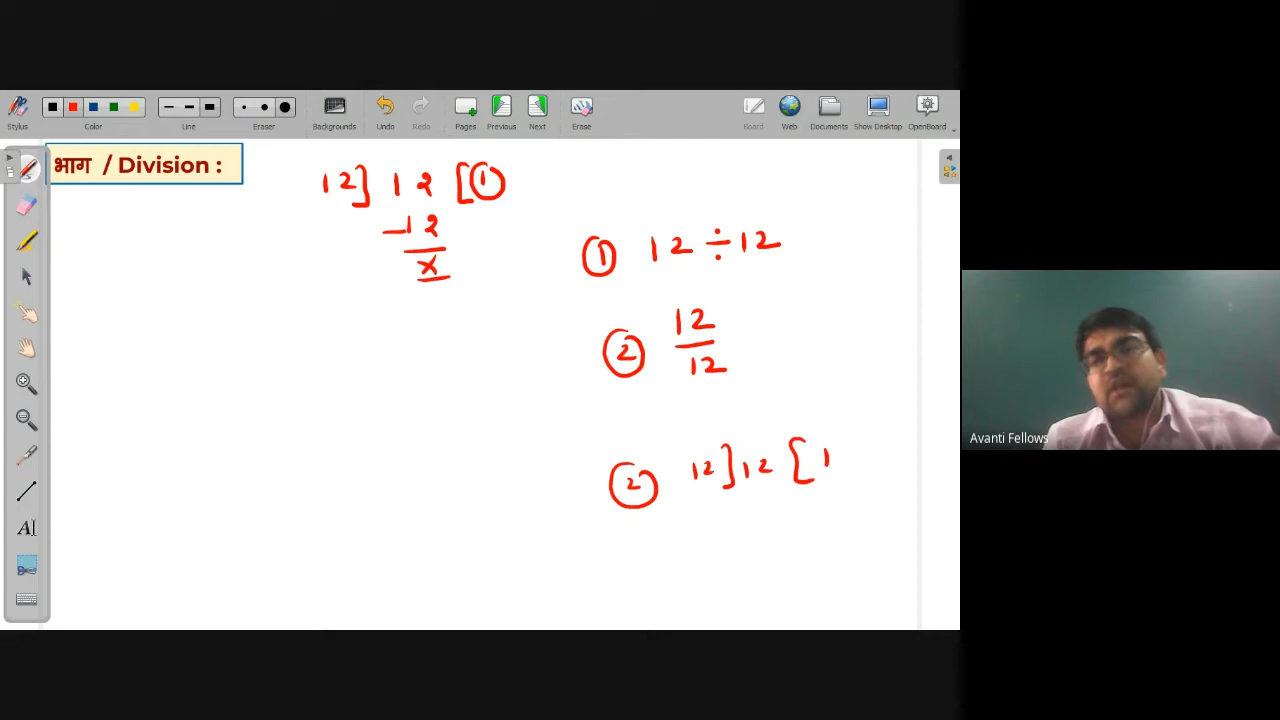 Stylus Color Line Eraser Backgrounds Undo Redo Pages Previous Next Erase Board Web Documents Show Desktop OpenBoard
भाग / Division :
12] 12 [①
-12
x
① 12 ÷ 12
② 12
12
② 12] 12 [ 1
Avanti Fellows